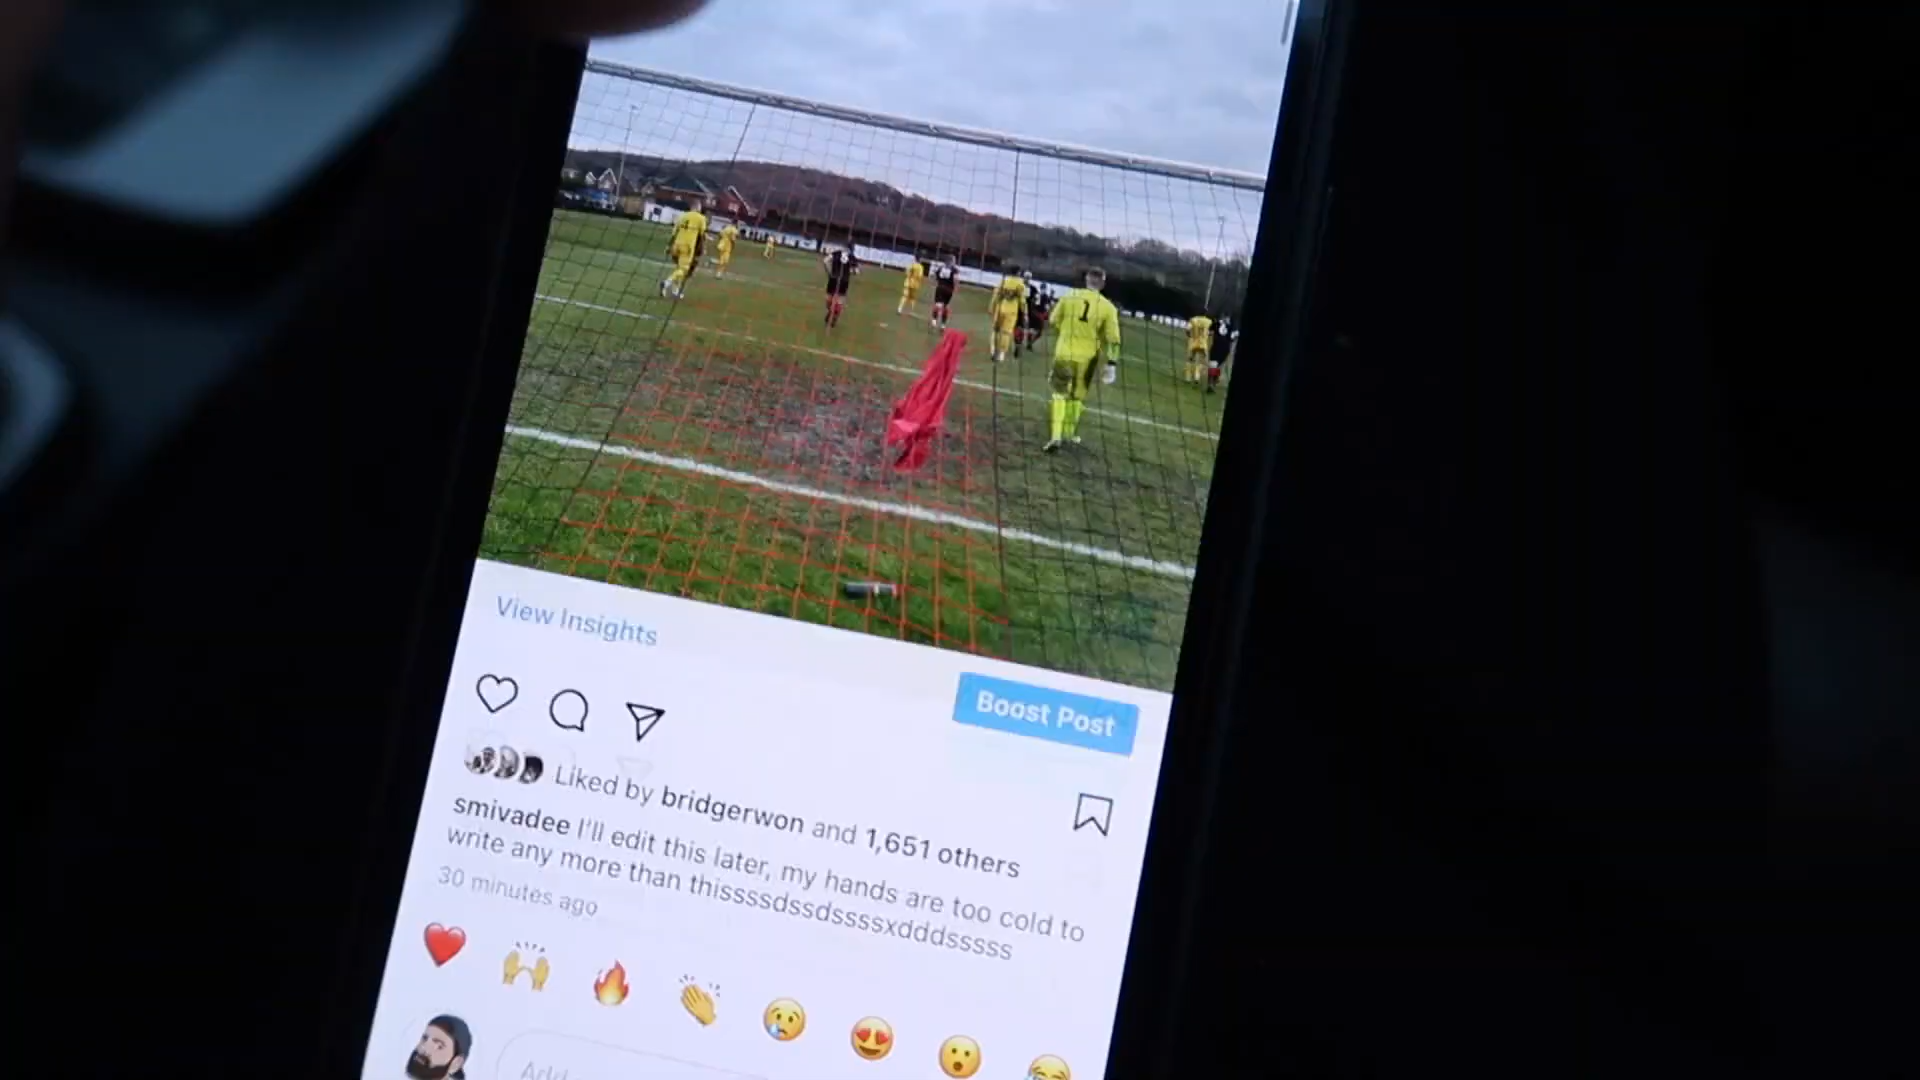 1
View Insights
Boost Post
Liked by bridgerwon and 1,651 others
smivadee I'll edit this later, my hands are too cold to
write any more than thissssdssdssssxdddsssss
30 minutes ago